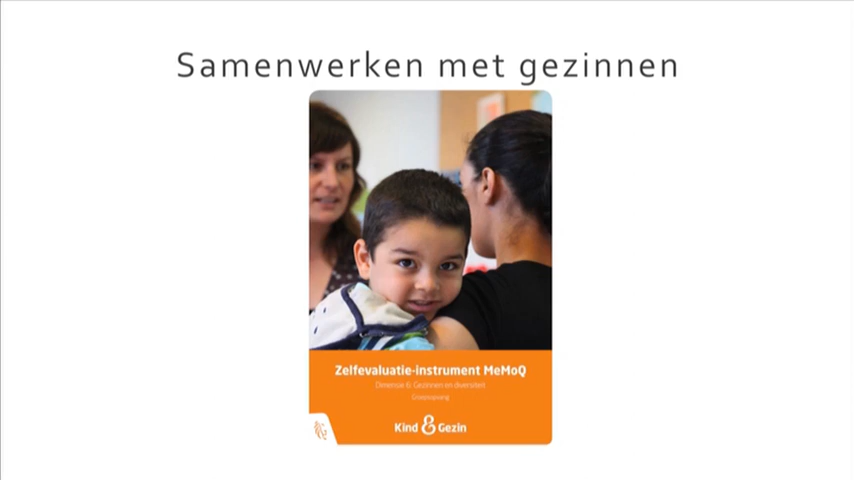 Samenwerken met gezinnen
Zelfevaluatie-instrument MeMoQ
Dimensie 6: Gezinnen en diversiteit
Groepsopvang
Kind & Gezin